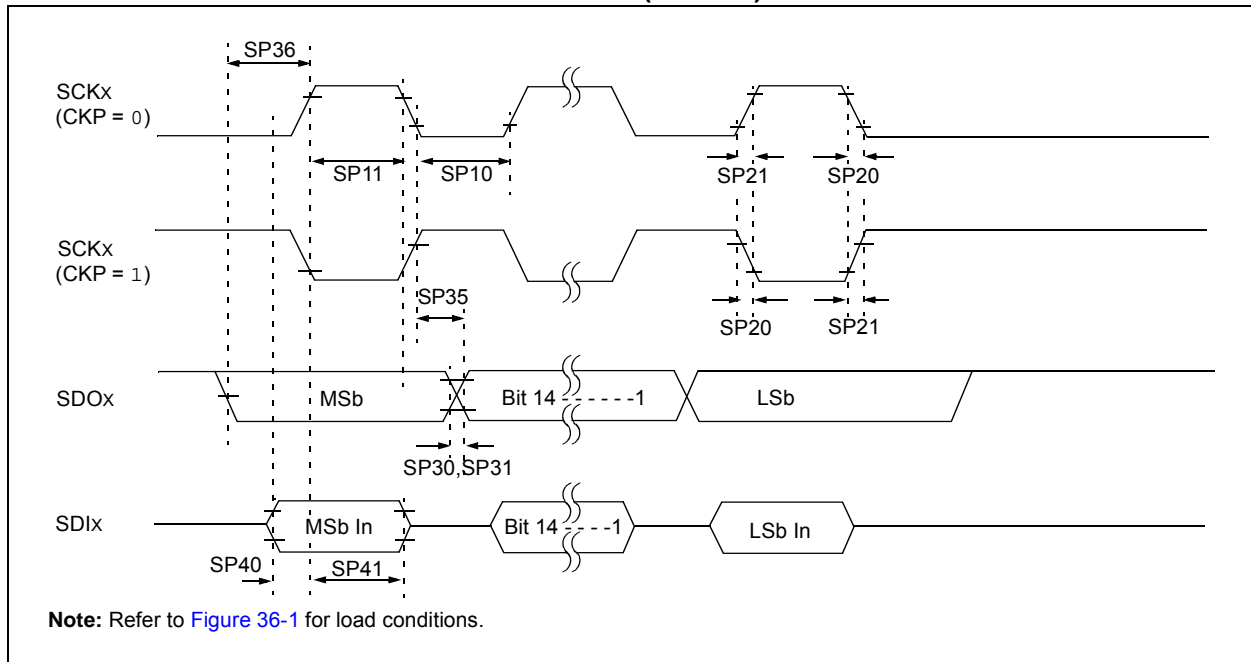 SP36
SCKx
(CKP = 0)
SP11
SP10
SP21
SP20
SCKx
(CKP = 1)
SP35
SP20
SP21
SDOx
MSb
Bit 14 - - - - - -1
LSb
SP30,SP31
SDIx
MSb In
Bit 14 - - - -1
LSb In
SP40
SP41
Note: Refer to Figure 36-1 for load conditions.